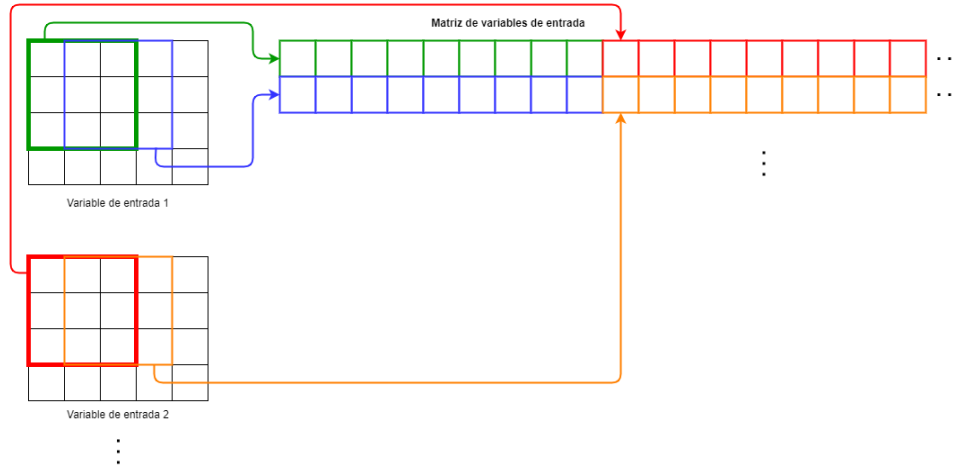 Matriz de variables de entrada
Variable de entrada 1
Variable de entrada 2